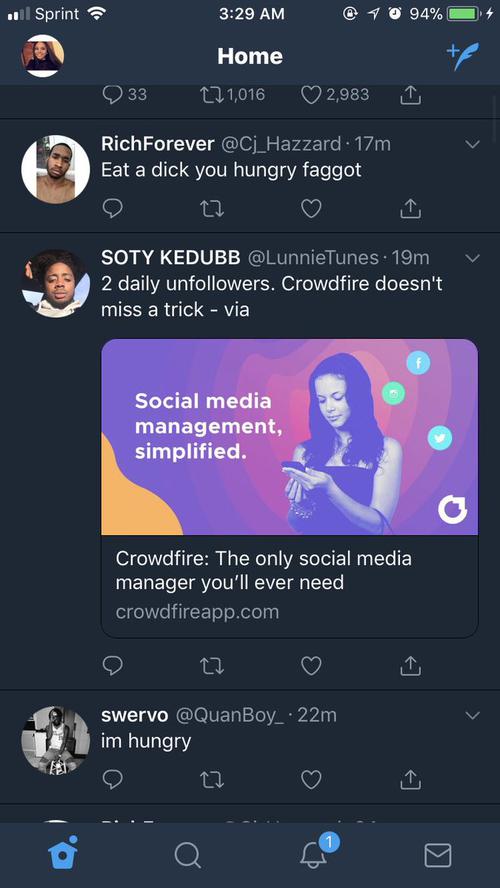 Sprint 3:29 AM 94%
Home
33 1,016 2,983
RichForever @Cj_Hazzard · 17m
Eat a dick you hungry faggot
SOTY KEDUBB @LunnieTunes · 19m
2 daily unfollowers. Crowdfire doesn't
miss a trick - via
Social media
management,
simplified.
Crowdfire: The only social media
manager you’ll ever need
crowdfireapp.com
swervo @QuanBoy_ · 22m
im hungry
1